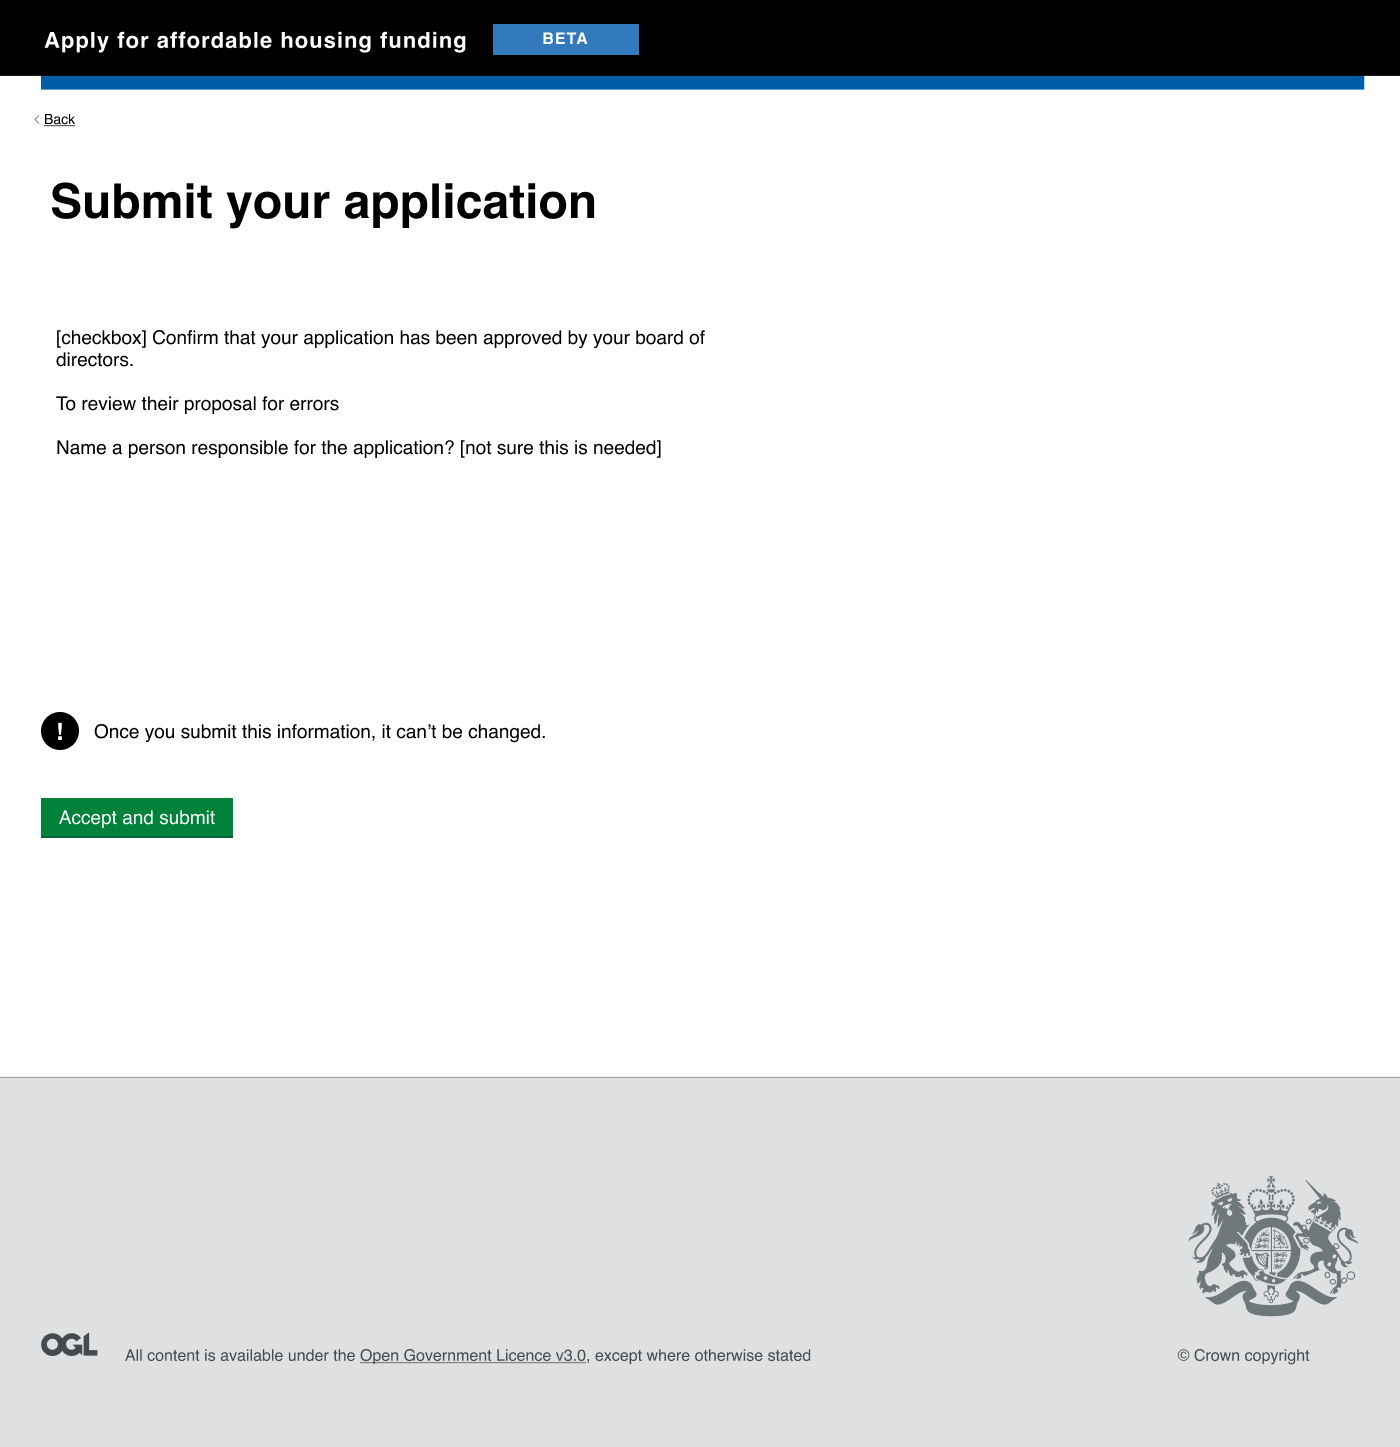 Apply for affordable housing funding BETA
Back
Submit your application
[checkbox] Confirm that your application has been approved by your board of
directors.
To review their proposal for errors
Name a person responsible for the application? [not sure this is needed]
! Once you submit this information, it can’t be changed.
Accept and submit
OGL All content is available under the Open Government Licence v3.0, except where otherwise stated
© Crown copyright